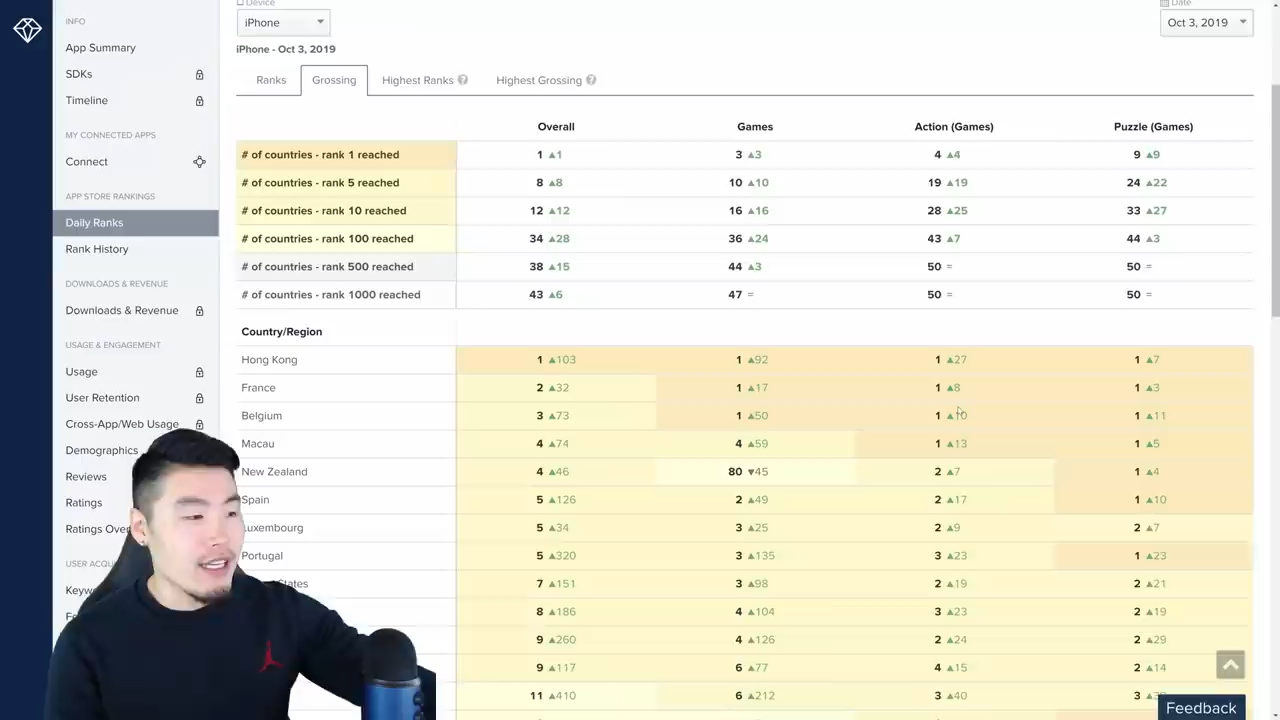 Device
Date
iPhone
Oct 3, 2019
iPhone - Oct 3, 2019
INFO
App Summary
SDKs
Timeline
MY CONNECTED APPS
Connect
APP STORE RANKINGS
Daily Ranks
Rank History
DOWNLOADS & REVENUE
Downloads & Revenue
USAGE & ENGAGEMENT
Usage
User Retention
Cross-App/Web Usage
Demographics
Reviews
Ratings
Ratings Over
USER ACQU
Keyw
Ranks Grossing Highest Ranks ? Highest Grossing ?
Overall Games Action (Games) Puzzle (Games)
# of countries - rank 1 reached 1 ▲1 3 ▲3 4 ▲4 9 ▲9
# of countries - rank 5 reached 8 ▲8 10 ▲10 19 ▲19 24 ▲22
# of countries - rank 10 reached 12 ▲12 16 ▲16 28 ▲25 33 ▲27
# of countries - rank 100 reached 34 ▲28 36 ▲24 43 ▲7 44 ▲3
# of countries - rank 500 reached 38 ▲15 44 ▲3 50 = 50 =
# of countries - rank 1000 reached 43 ▲6 47 = 50 = 50 =
Country/Region
Hong Kong 1 ▲103 1 ▲92 1 ▲27 1 ▲7
France 2 ▲32 1 ▲17 1 ▲8 1 ▲3
Belgium 3 ▲73 1 ▲50 1 ▲10 1 ▲11
Macau 4 ▲74 4 ▲59 1 ▲13 1 ▲5
New Zealand 4 ▲46 80 ▼45 2 ▲7 1 ▲4
Spain 5 ▲126 2 ▲49 2 ▲17 1 ▲10
Luxembourg 5 ▲34 3 ▲25 2 ▲9 2 ▲7
Portugal 5 ▲320 3 ▲135 3 ▲23 1 ▲23
States 7 ▲151 3 ▲98 2 ▲19 2 ▲21
8 ▲186 4 ▲104 3 ▲23 2 ▲19
9 ▲260 4 ▲126 2 ▲24 2 ▲29
9 ▲117 6 ▲77 4 ▲15 2 ▲14
11 ▲410 6 ▲212 3 ▲40 3
Feedback